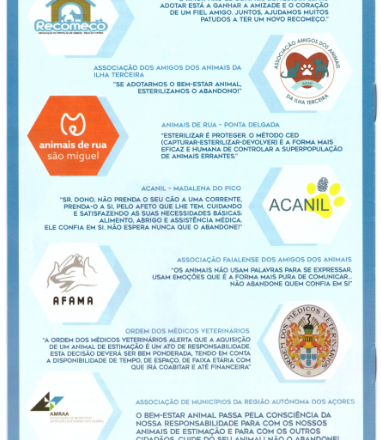 ADOTAR ESTÁ A GANHAR A AMIZADE E O CORAÇÃO
DE UM FIEL AMIGO. JUNTOS, AJUDAMOS MUITOS
PATUDOS A TER UM NOVO RECOMEÇO."
Recomeço
ASSOCIAÇÃO DOS AMIGOS DOS ANIMAIS DA
ILHA TERCEIRA
"SE ADOTARMOS O BEM-ESTAR ANIMAL,
ESTERILIZAMOS O ABANDONO!"
ASSOCIAÇÃO AMIGOS DOS ANIMAIS
DA ILHA TERCEIRA
animais de rua
são miguel
ANIMAIS DE RUA - PONTA DELGADA
"ESTERILIZAR É PROTEGER. O MÉTODO CED
(CAPTURAR-ESTERILIZAR-DEVOLVER) É A FORMA MAIS
EFICAZ E HUMANA DE CONTROLAR A SUPERPOPULAÇÃO
DE ANIMAIS ERRANTES."
ACANIL - MADALENA DO PICO
"SR. DONO, NÃO PRENDA O SEU CÃO A UMA CORRENTE,
PRENDA-O A SI, PELO AFETO QUE LHE TEM, CUIDANDO
E SATISFAZENDO AS SUAS NECESSIDADES BÁSICAS:
ALIMENTO, ABRIGO E ASSISTÊNCIA MÉDICA.
ELE CONFIA EM SI. NÃO ESPERA NUNCA QUE O ABANDONE!"
ACANIL
AFAMA
ASSOCIAÇÃO FAIALENSE DOS AMIGOS DOS ANIMAIS
"OS ANIMAIS NÃO USAM PALAVRAS PARA SE EXPRESSAR,
USAM EMOÇÕES QUE É A FORMA MAIS PURA DE COMUNICAR...
NÃO ABANDONE QUEM CONFIA EM SI"
ORDEM DOS MÉDICOS VETERINÁRIOS
"A ORDEM DOS MÉDICOS VETERINÁRIOS ALERTA QUE A AQUISIÇÃO
DE UM ANIMAL DE ESTIMAÇÃO É UM ATO DE RESPONSABILIDADE.
ESTA DECISÃO DEVERÁ SER BEM PONDERADA, TENDO EM CONTA
A DISPONIBILIDADE DE TEMPO, DE ESPAÇO, DE FAIXA ETÁRIA COM
QUE IRÁ COABITAR E ATÉ FINANCEIRA"
ORDEM DOS MÉDICOS VETERINÁRIOS
AMRAA
ASSOCIAÇÃO DE MUNICÍPIOS DA REGIÃO AUTÓNOMA DOS AÇORES
O BEM-ESTAR ANIMAL PASSA PELA CONSCIÊNCIA DA
NOSSA RESPONSABILIDADE PARA COM OS NOSSOS
ANIMAIS DE ESTIMAÇÃO E PARA COM OS OUTROS
CIDADÃOS. CUIDE DO SEU ANIMAL! NÃO O ABANDONE!